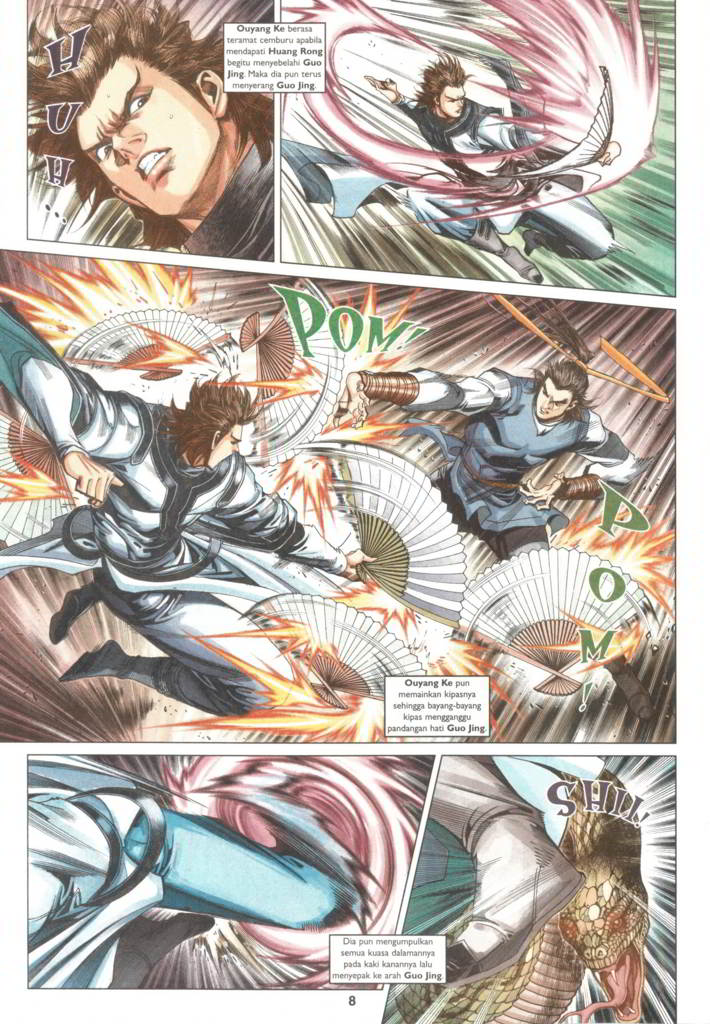 HUH...
Ouyang Ke berasa
teramat cemburu apabila
mendapati Huang Rong
begitu menyebelahi Guo
Jing. Maka dia pun terus
menyerang Guo Jing.
POM!
POM!
Ouyang Ke pun
memainkan kipasnya
sehingga bayang-bayang
kipas mengganggu
pandangan hati Guo Jing.
SHII!
Dia pun mengumpulkan
semua kuasa dalamannya
pada kaki kanannya lalu
menyepak ke arah Guo Jing.
8